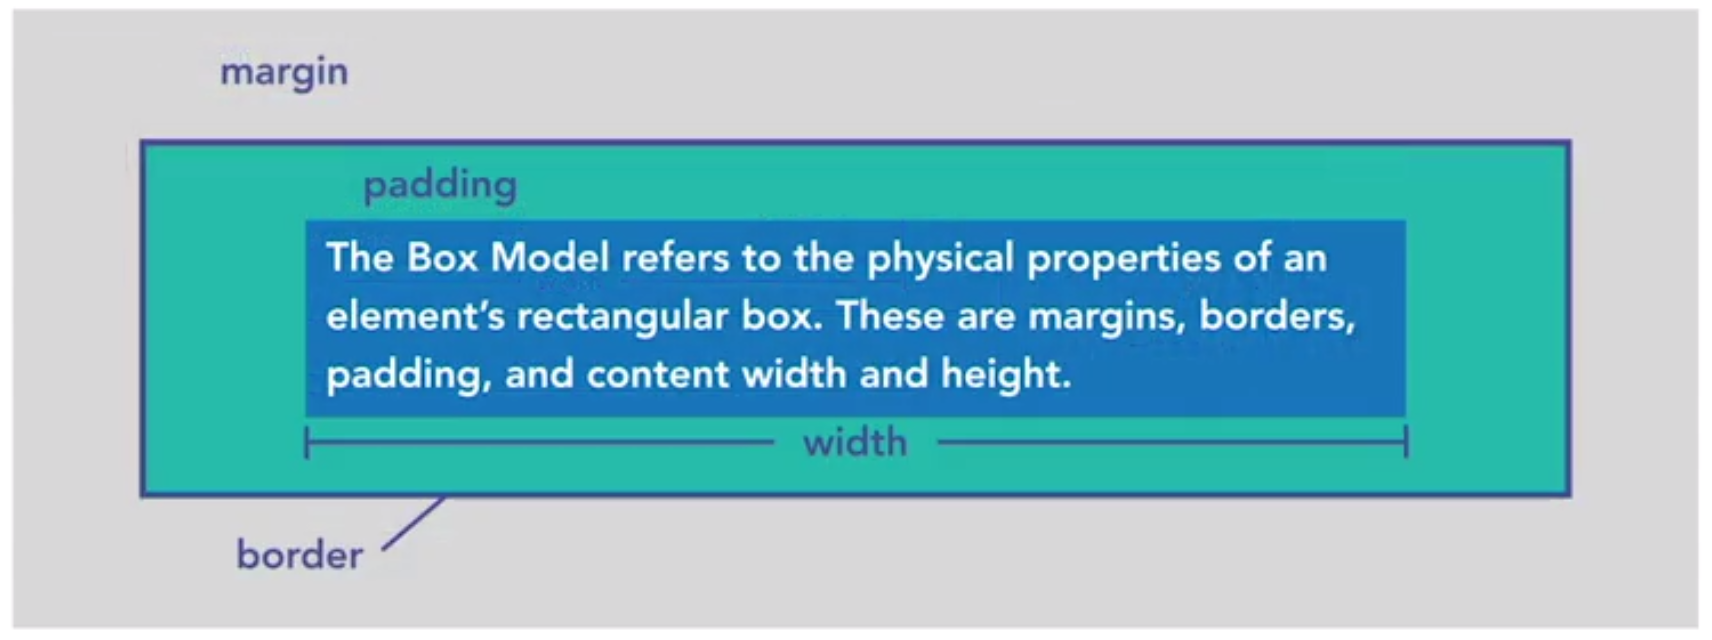 margin
padding
The Box Model refers to the physical properties of an
element’s rectangular box. These are margins, borders,
padding, and content width and height.
width
border